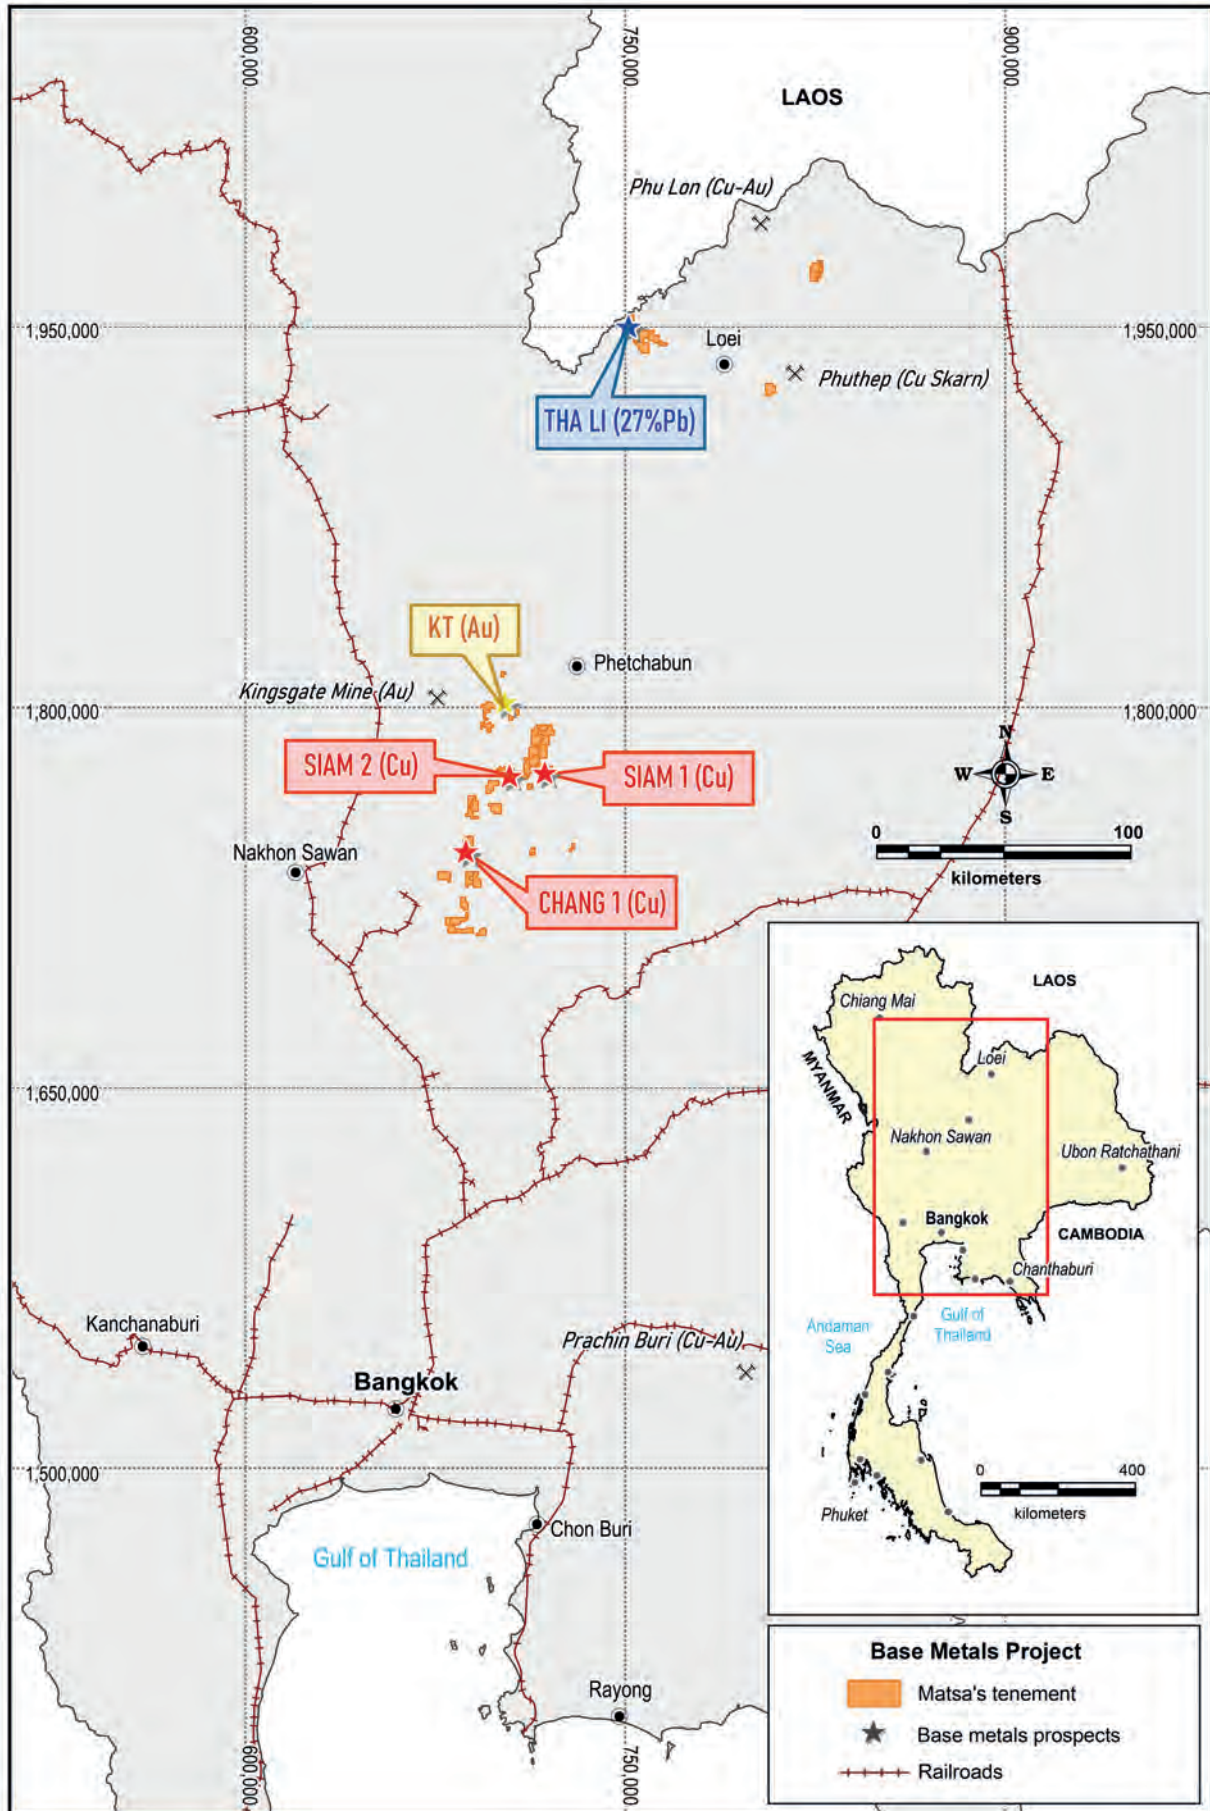 600,000
750,000
900,000
LAOS
Phu Lon (Cu-Au)
1,950,000
1,950,000
Loei
Phuthep (Cu Skarn)
THA LI (27%Pb)
KT (Au)
Phetchabun
Kingsgate Mine (Au)
1,800,000
1,800,000
SIAM 2 (Cu)
SIAM 1 (Cu)
N
W
E
S
0
100
kilometers
Nakhon Sawan
CHANG 1 (Cu)
1,650,000
Kanchanaburi
Prachin Buri (Cu-Au)
Bangkok
1,500,000
Chon Buri
Gulf of Thailand
Rayong
600,000
750,000
LAOS
Chiang Mai
MYANMAR
Loei
Nakhon Sawan
Ubon Ratchathani
Bangkok
CAMBODIA
Chanthaburi
Andaman
Sea
Gulf of
Thailand
0
400
kilometers
Phuket
Base Metals Project
Matsa's tenement
Base metals prospects
Railroads